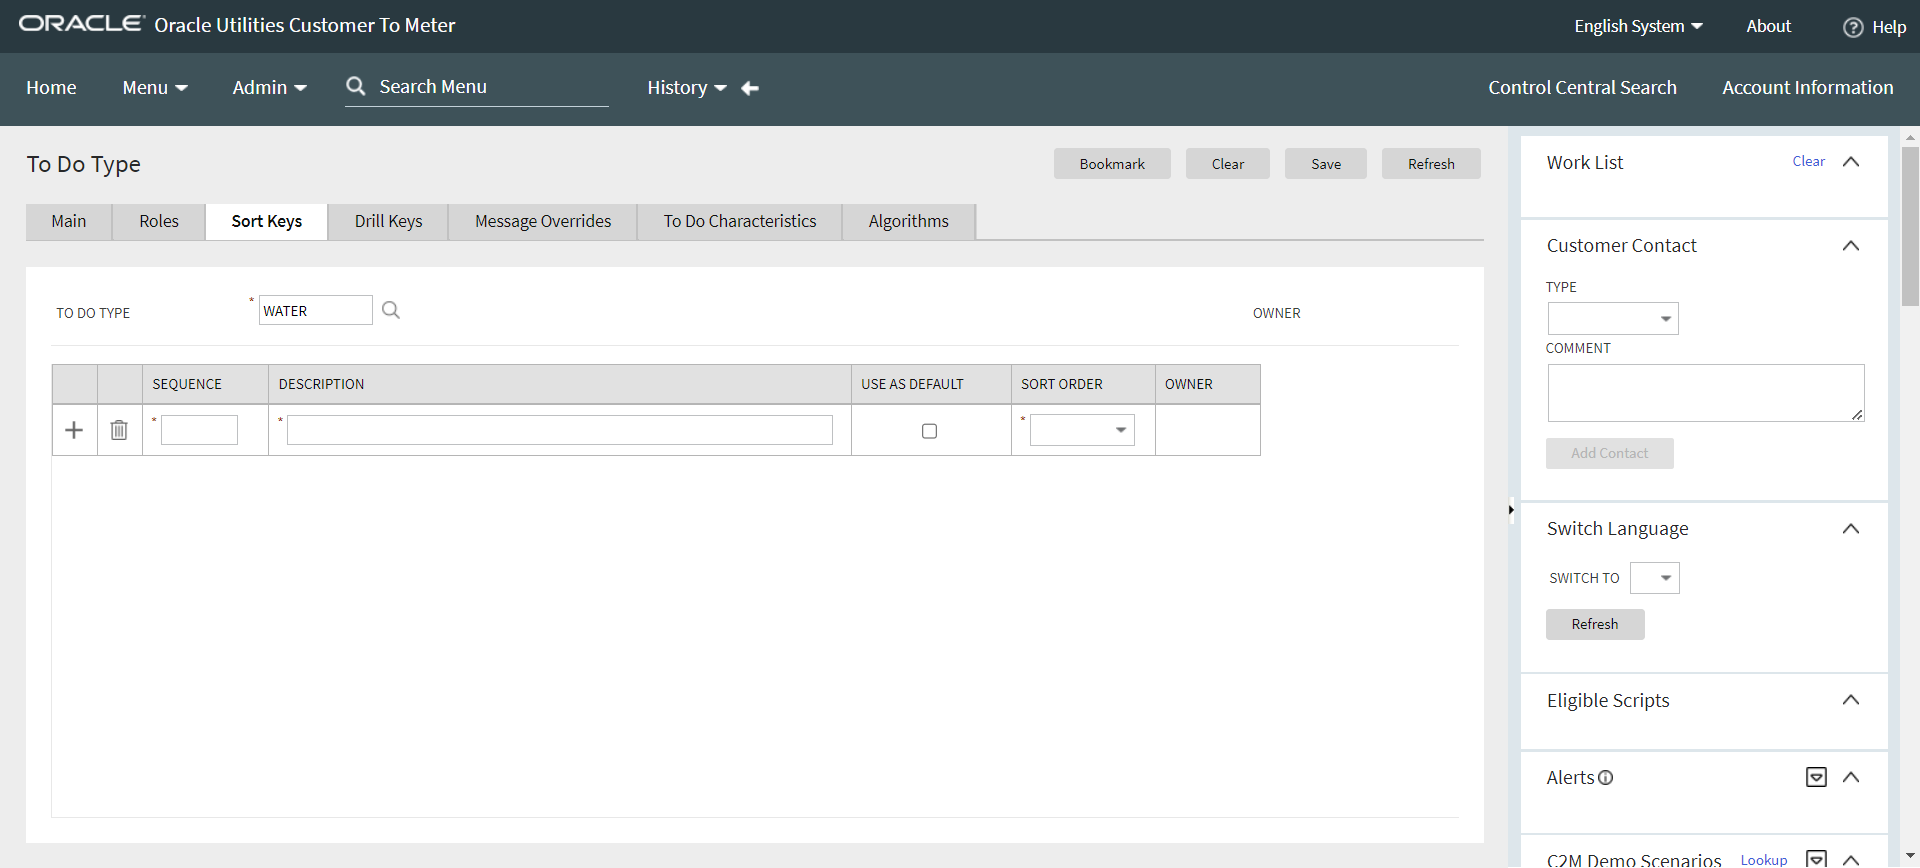 ORACLE Oracle Utilities Customer To Meter
English System
About
Help
Home
Menu
Admin
Search Menu
History
Control Central Search
Account Information
To Do Type
Bookmark
Clear
Save
Refresh
Main
Roles
Sort Keys
Drill Keys
Message Overrides
To Do Characteristics
Algorithms
TO DO TYPE
* WATER
OWNER
SEQUENCE
DESCRIPTION
USE AS DEFAULT
SORT ORDER
OWNER
*
*
*
Work List
Clear
Customer Contact
TYPE
COMMENT
Add Contact
Switch Language
SWITCH TO
Refresh
Eligible Scripts
Alerts
C2M Demo Scenarios
Lookup